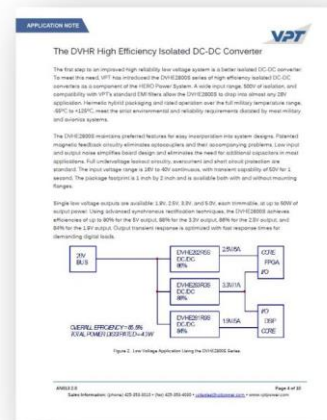 APPLICATION NOTE
VPT
The DVHR High Efficiency Isolated DC-DC Converter
The first step to an improved high reliability low voltage system is a better isolated DC-DC converter.
To meet this need, VPT has introduced the DVHE2800S series of high efficiency isolated DC-DC
converters as a component of the HERO Power System. A wide input range, 500V of isolation, and
compatibility with VPT's standard EMI filters allow the DVHE2800S to drop into almost any 28V
application. Hermetic hybrid packaging and rated operation over the full military temperature range,
-55°C to +125°C, meet the strict environmental and reliability requirements dictated by most military
and avionics systems.
The DVHE2800S maintains preferred features for easy incorporation into system designs. Patented
magnetic feedback circuitry eliminates optocouplers and their accompanying problems. Low input
and output noise simplifies board design and eliminates the need for additional capacitors in most
applications. Full undervoltage lockout circuitry, overcurrent and short circuit protection are
standard. The input voltage range is 18V to 40V continuous, with transient capability of 50V for 1
second. The package footprint is 1 inch by 2 inch and is available both with and without mounting
flanges.
Single low voltage outputs are available: 1.8V, 2.5V, 3.3V, and 5.0V, each trimmable, at up to 50W of
output power. Using advanced synchronous rectification techniques, the DVHE2800S achieves
efficiencies of up to 90% for the 5V output, 88% for the 3.3V output, 86% for the 2.5V output, and
84% for the 1.8V output. Output transient response is optimized with fast response times for
demanding digital loads.
28V
BUS
DC/DC
2.5V/6A
CORE
FPGA
I/O
DC/DC
3.3V/1A
I/O
DSP
CORE
DC/DC
1.8V/5A
OVERALL EFFICIENCY = 85.8%
Figure 2. Low Voltage Application Using the DVHE2800S Series.
Page 4 of 10